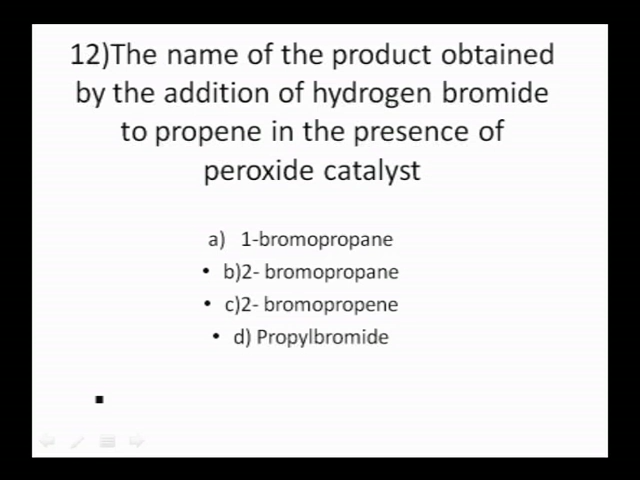 12)The name of the product obtained
by the addition of hydrogen bromide
to propene in the presence of
peroxide catalyst
a) 1-bromopropane
• b)2- bromopropane
• c)2- bromopropene
• d) Propylbromide